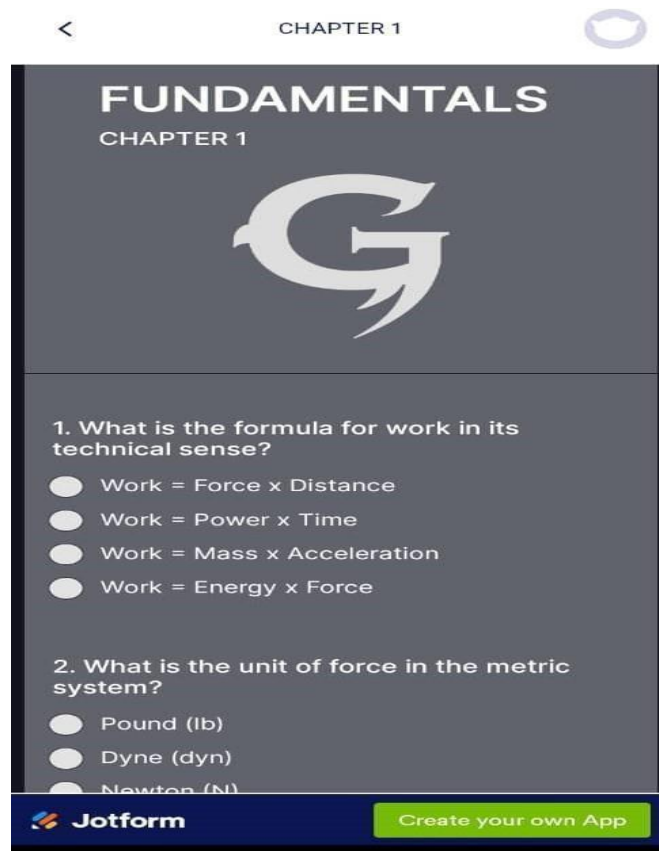 CHAPTER 1
FUNDAMENTALS
CHAPTER 1
G
1. What is the formula for work in its
technical sense?
Work = Force x Distance
Work = Power x Time
Work = Mass x Acceleration
Work = Energy x Force
2. What is the unit of force in the metric
system?
Pound (lb)
Dyne (dyn)
Newton (N)
Jotform
Create your own App